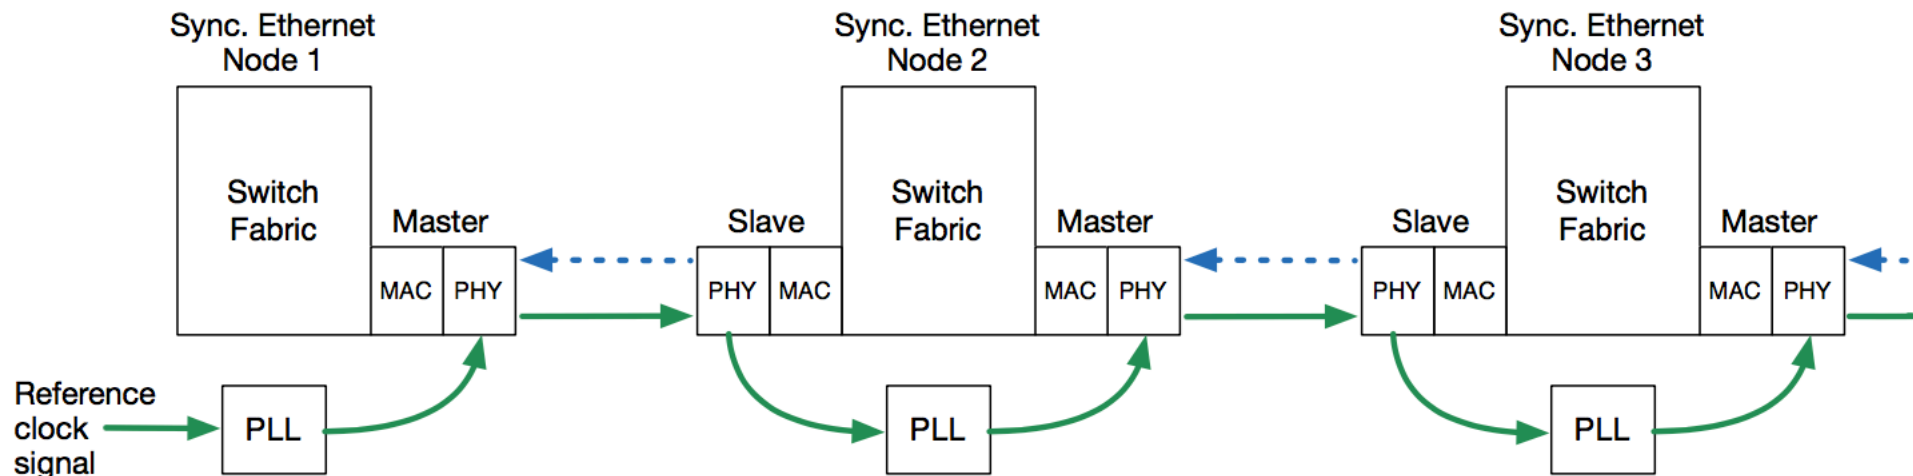 Sync. Ethernet
Node 1
Sync. Ethernet
Node 2
Sync. Ethernet
Node 3
Switch
Fabric
Master
MAC
PHY
Slave
PHY
MAC
Switch
Fabric
Master
MAC
PHY
Slave
PHY
MAC
Switch
Fabric
Master
MAC
PHY
Reference
clock
signal
PLL
PLL
PLL